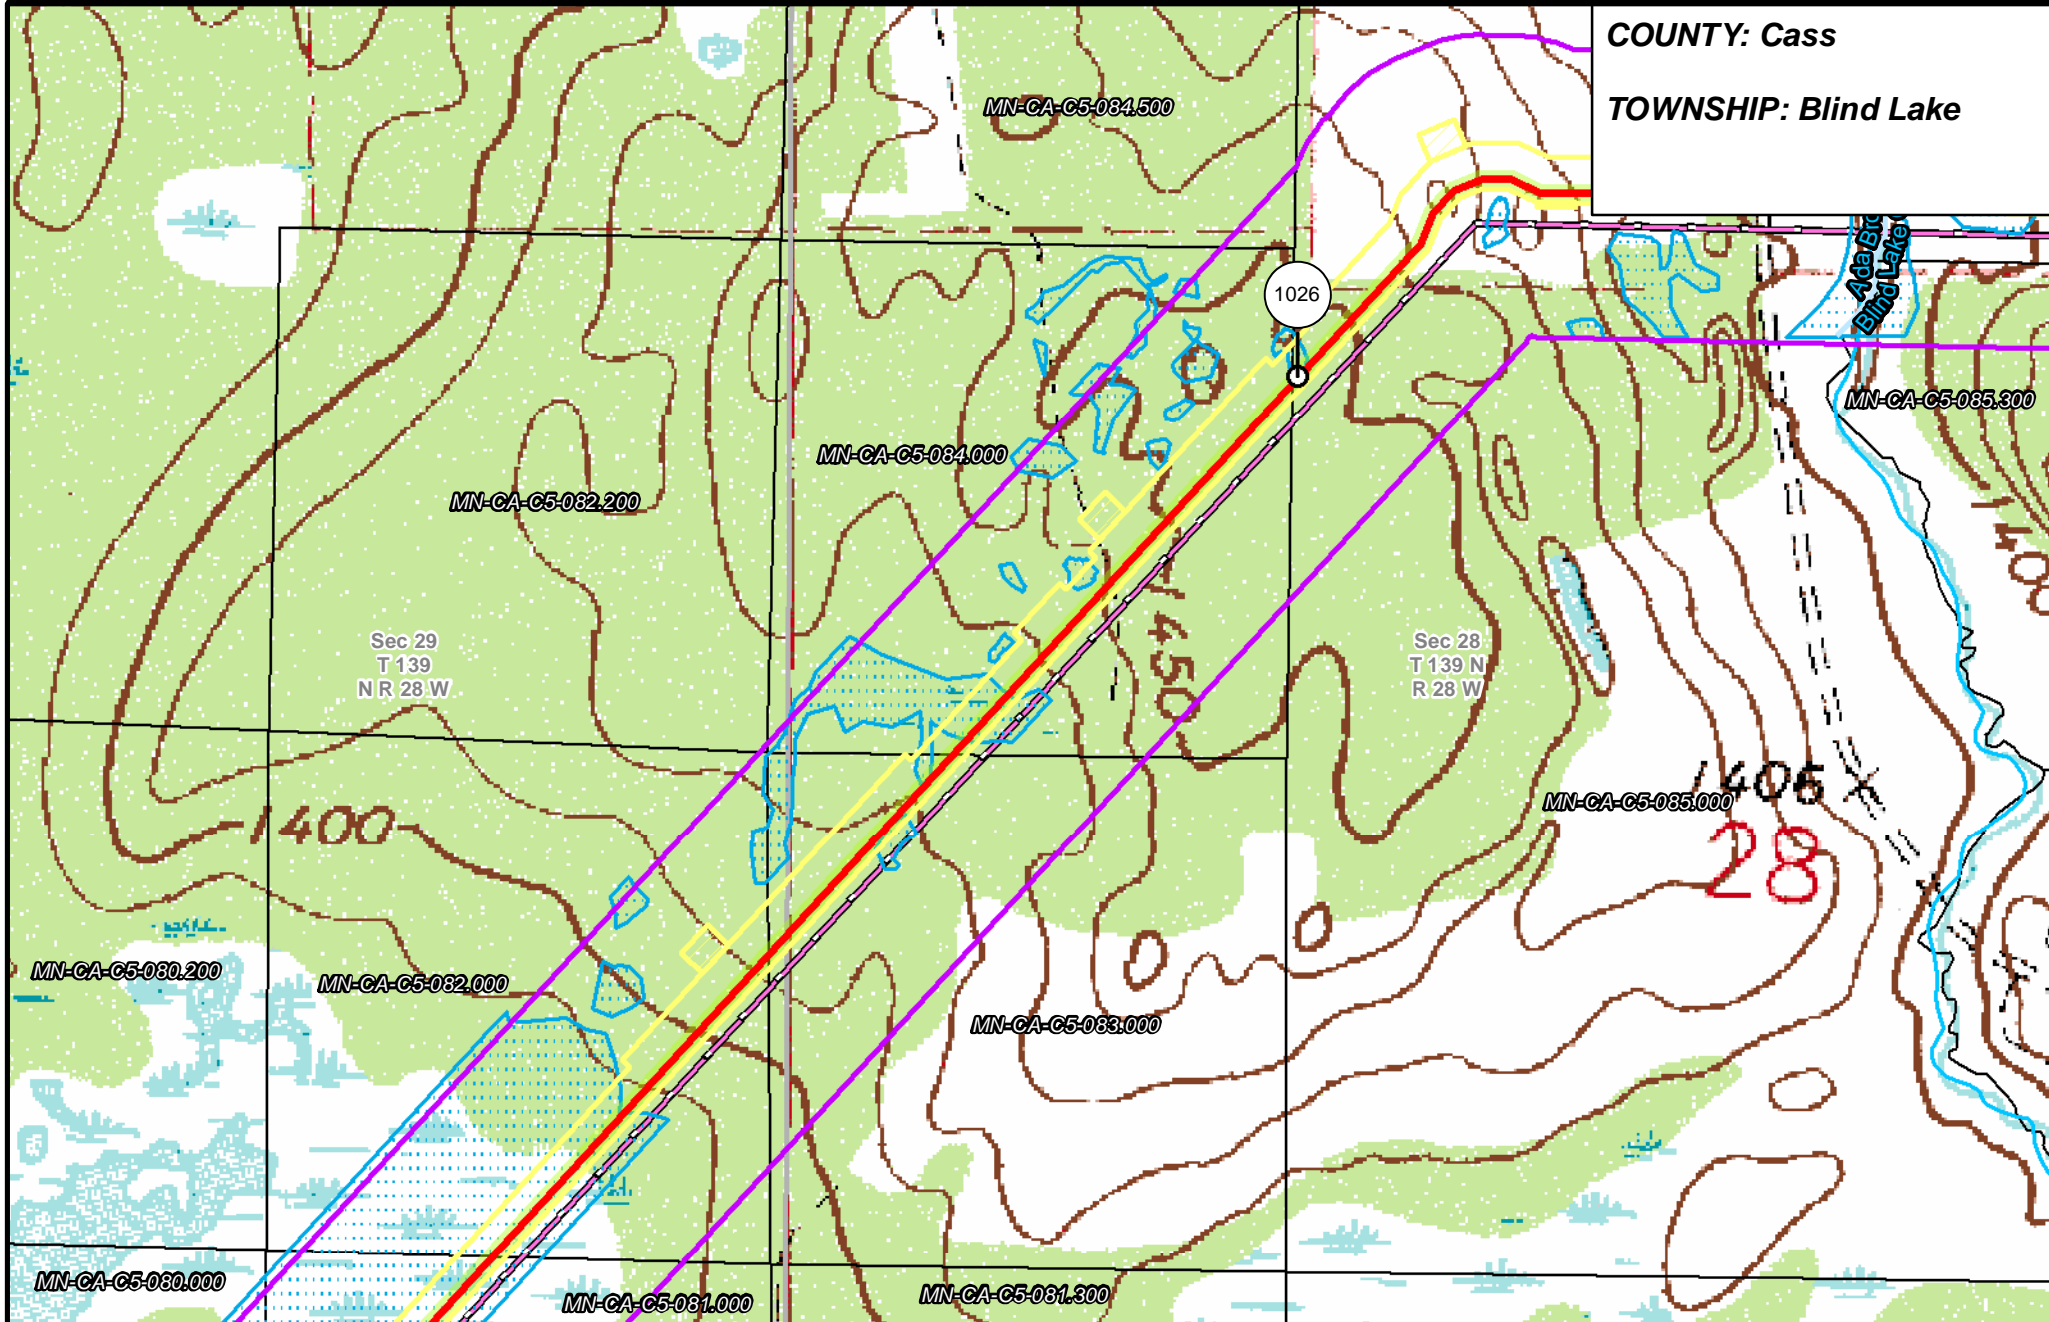 COUNTY: Cass
TOWNSHIP: Blind Lake
MN-CA-C5-084.500
1026
Blind Lake
MN-CA-C5-085.300
MN-CA-C5-084.000
MN-CA-C5-082.200
1400
Sec 29
T 139
N R 28 W
1450
Sec 28
T 139 N
R 28 W
1406
MN-CA-C5-085.000
28
1400
MN-CA-C5-080.200
MN-CA-C5-082.000
MN-CA-C5-083.000
MN-CA-C5-080.000
MN-CA-C5-081.000
MN-CA-C5-081.300